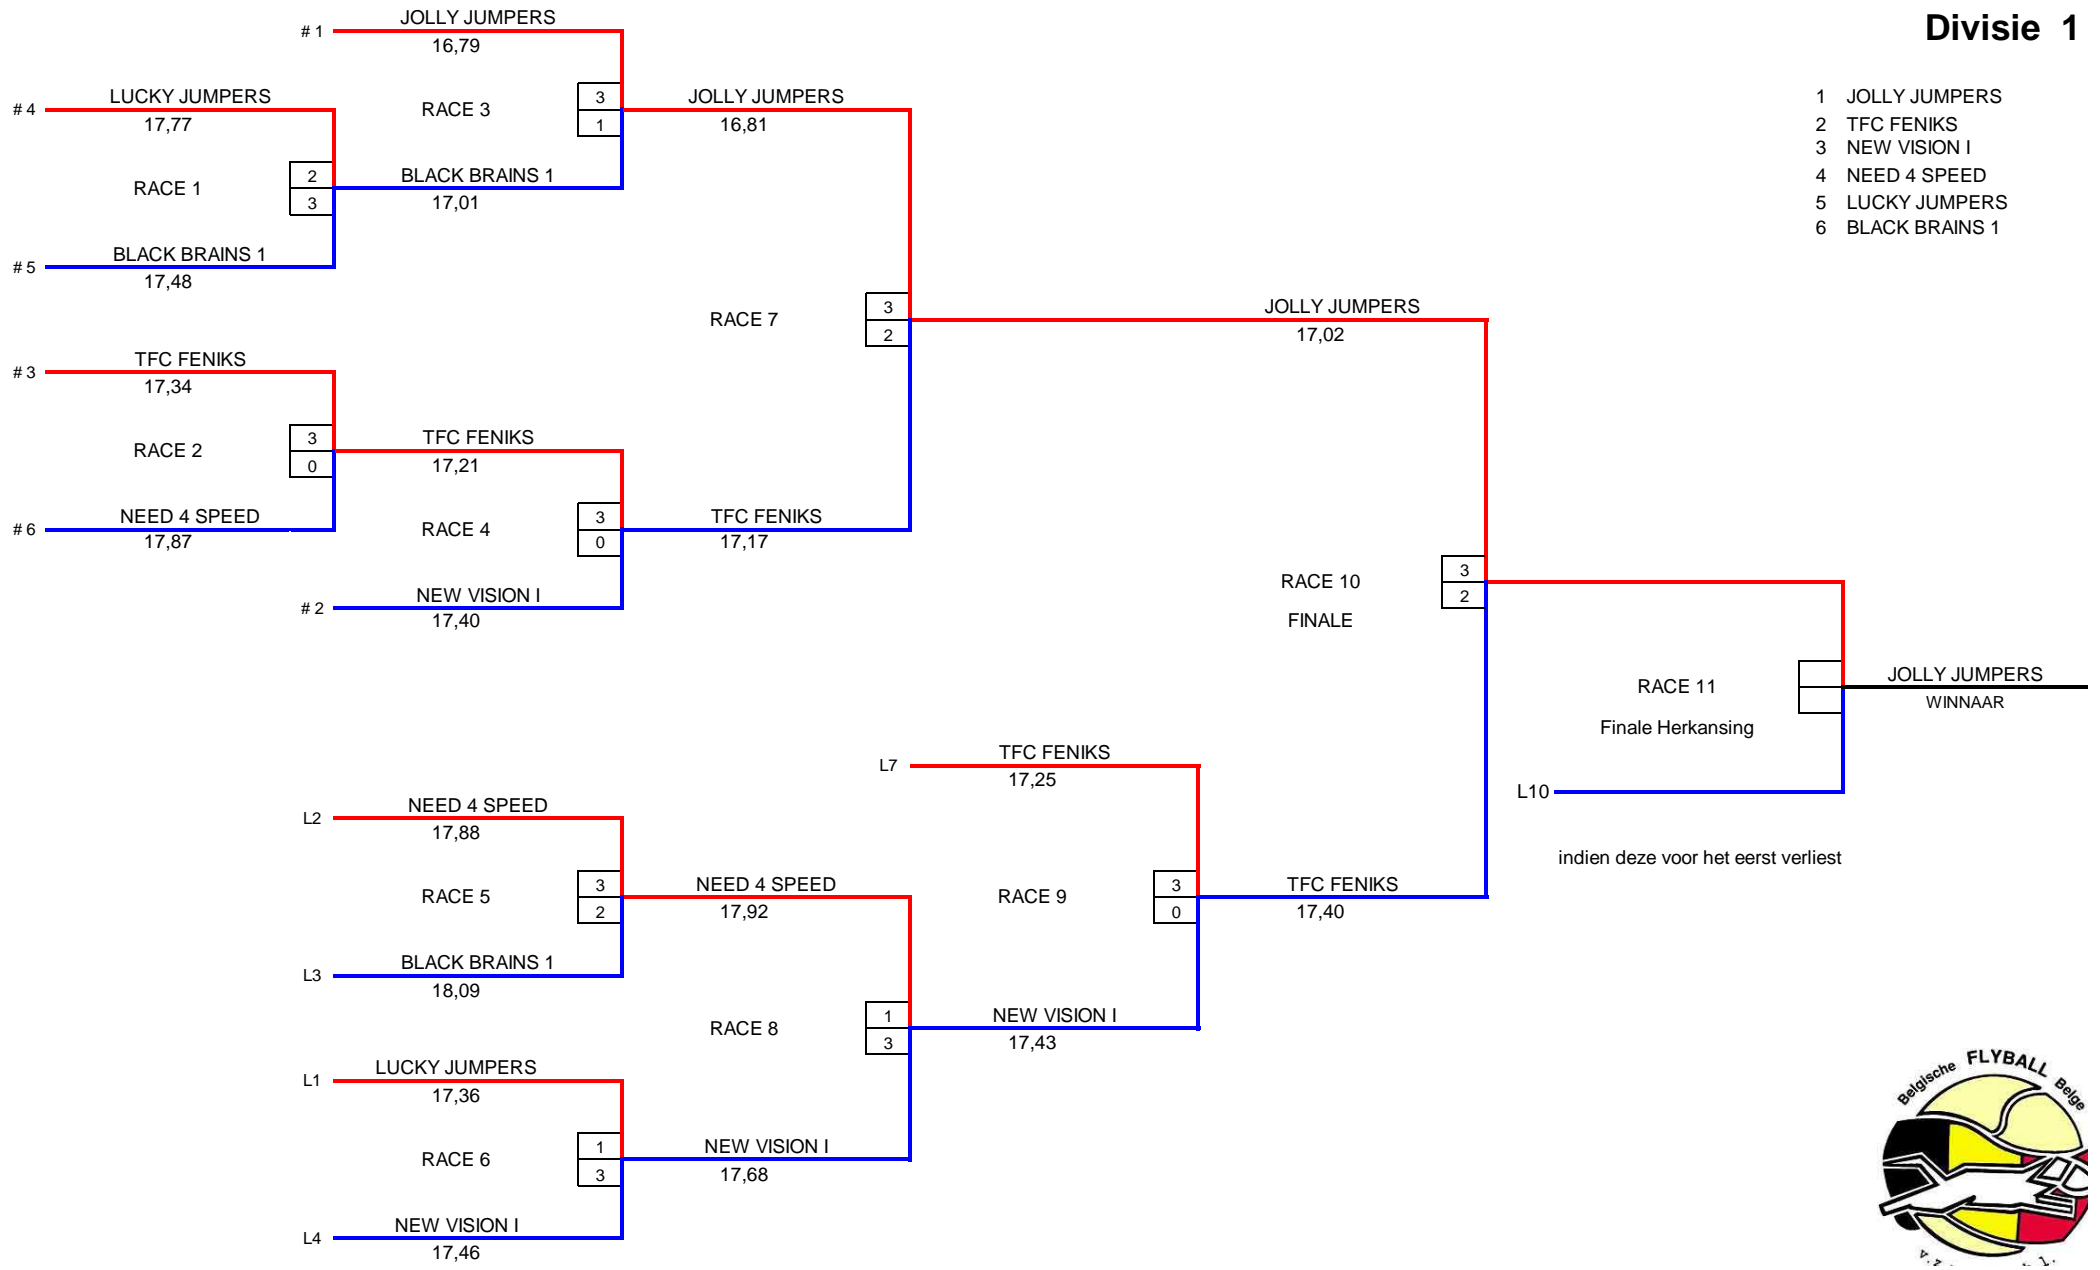 Divisie 1
1 JOLLY JUMPERS
2 TFC FENIKS
3 NEW VISION I
4 NEED 4 SPEED
5 LUCKY JUMPERS
6 BLACK BRAINS 1
# 1
JOLLY JUMPERS
16,79
# 4
LUCKY JUMPERS
17,77
RACE 3
3
1
JOLLY JUMPERS
16,81
RACE 1
2
3
BLACK BRAINS 1
17,01
# 5
BLACK BRAINS 1
17,48
RACE 7
3
2
JOLLY JUMPERS
17,02
# 3
TFC FENIKS
17,34
RACE 2
3
0
TFC FENIKS
17,21
# 6
NEED 4 SPEED
17,87
RACE 4
3
0
TFC FENIKS
17,17
# 2
NEW VISION I
17,40
RACE 10
FINALE
3
2
RACE 11
Finale Herkansing
JOLLY JUMPERS
WINNAAR
L10
indien deze voor het eerst verliest
L7
TFC FENIKS
17,25
L2
NEED 4 SPEED
17,88
RACE 5
3
2
NEED 4 SPEED
17,92
RACE 9
3
0
TFC FENIKS
17,40
L3
BLACK BRAINS 1
18,09
RACE 8
1
3
NEW VISION I
17,43
L1
LUCKY JUMPERS
17,36
RACE 6
1
3
NEW VISION I
17,68
L4
NEW VISION I
17,46
Belgische FLYBALL Belge